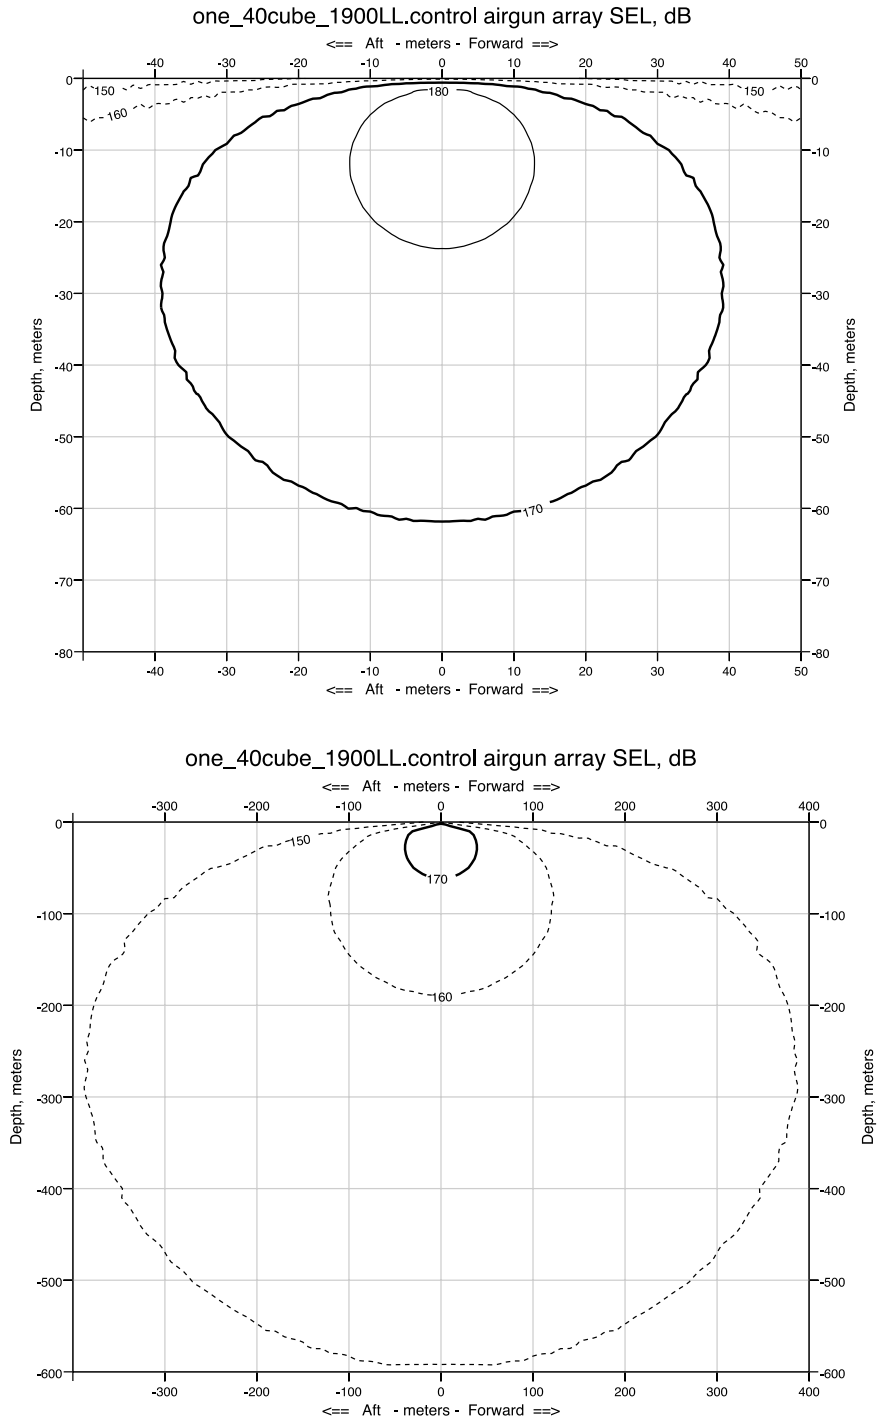 one_40cube_1900LL.control airgun array SEL, dB
<== Aft - meters - Forward ==>
-40 -30 -20 -10 0 10 20 30 40 50
0 150 180 150 0
160 160
-10 -10
-20 -20
-30 -30
Depth, meters Depth, meters
-40 -40
-50 -50
170
-60 -60
-70 -70
-80 -80
-40 -30 -20 -10 0 10 20 30 40 50
<== Aft - meters - Forward ==>
one_40cube_1900LL.control airgun array SEL, dB
<== Aft - meters - Forward ==>
-300 -200 -100 0 100 200 300 400
0 0
150
170
-100 -100
160
-200 -200
-300 -300
Depth, meters Depth, meters
-400 -400
-500 -500
-600 -600
-300 -200 -100 0 100 200 300 400
<== Aft - meters - Forward ==>